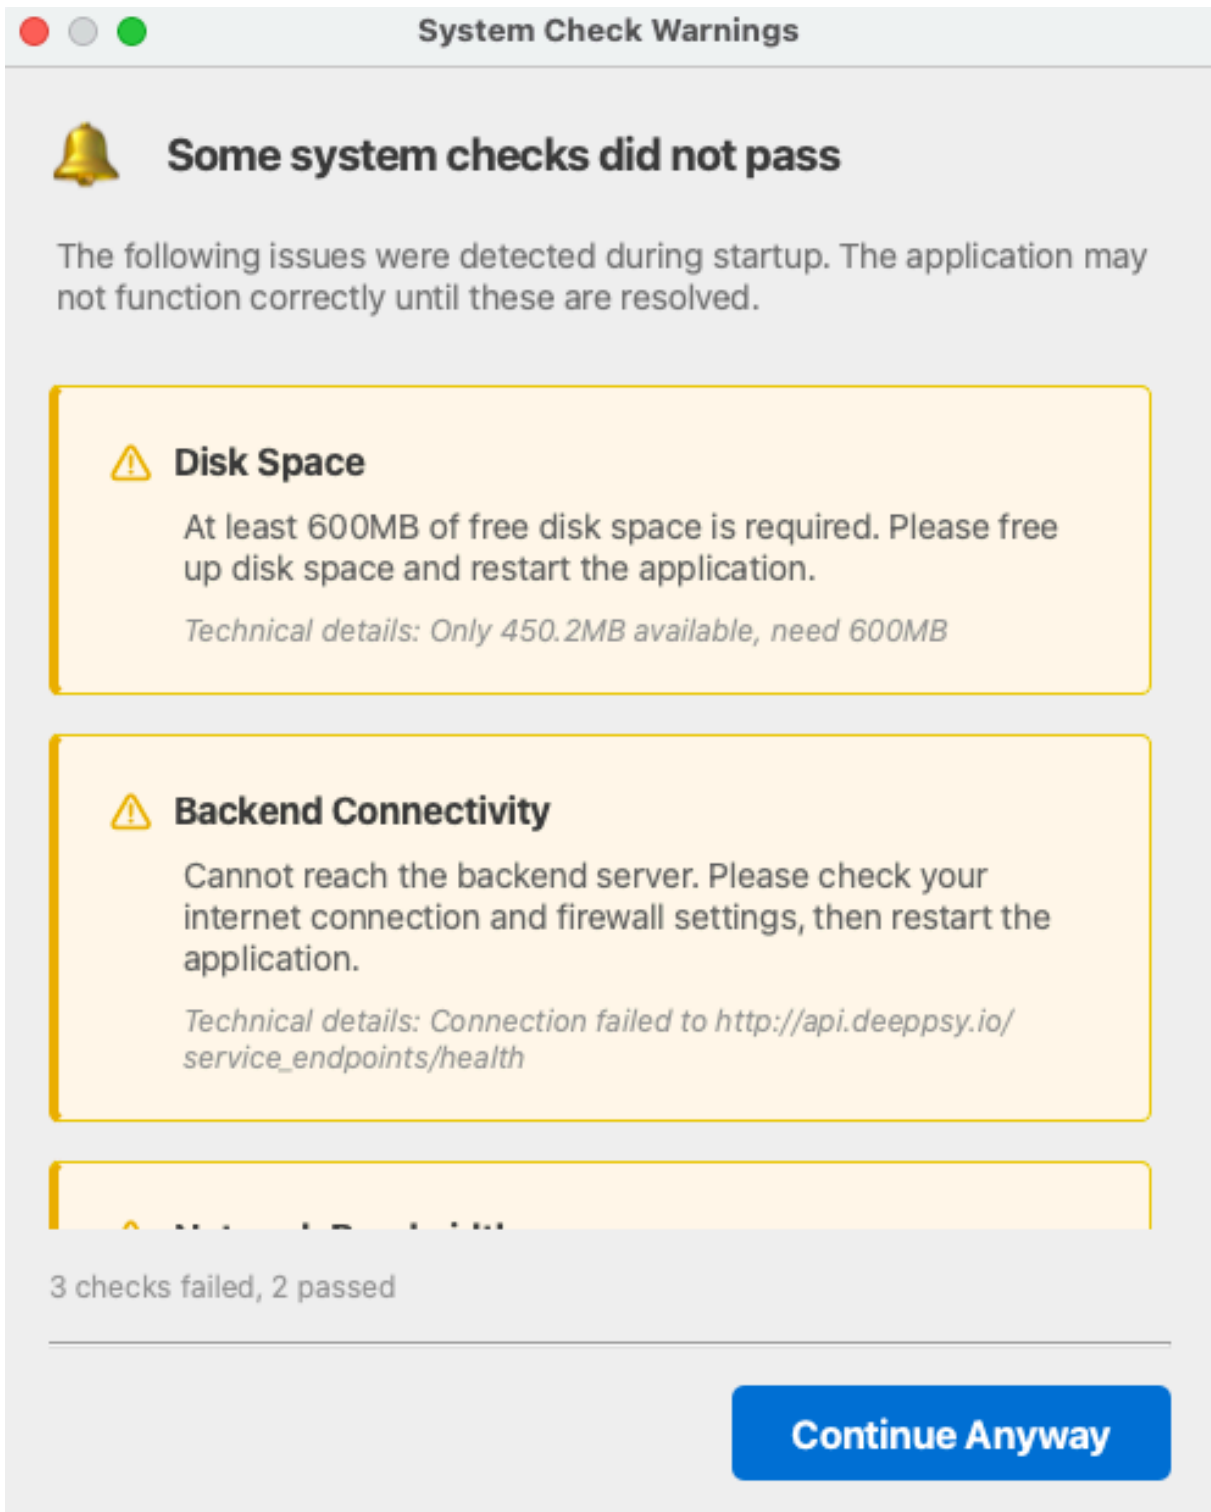 System Check Warnings
Some system checks did not pass
The following issues were detected during startup. The application may
not function correctly until these are resolved.
Disk Space
At least 600MB of free disk space is required. Please free
up disk space and restart the application.
Technical details: Only 450.2MB available, need 600MB
Backend Connectivity
Cannot reach the backend server. Please check your
internet connection and firewall settings, then restart the
application.
Technical details: Connection failed to http://api.deeppsy.io/
service_endpoints/health
Network Bandwidth
3 checks failed, 2 passed
Continue Anyway